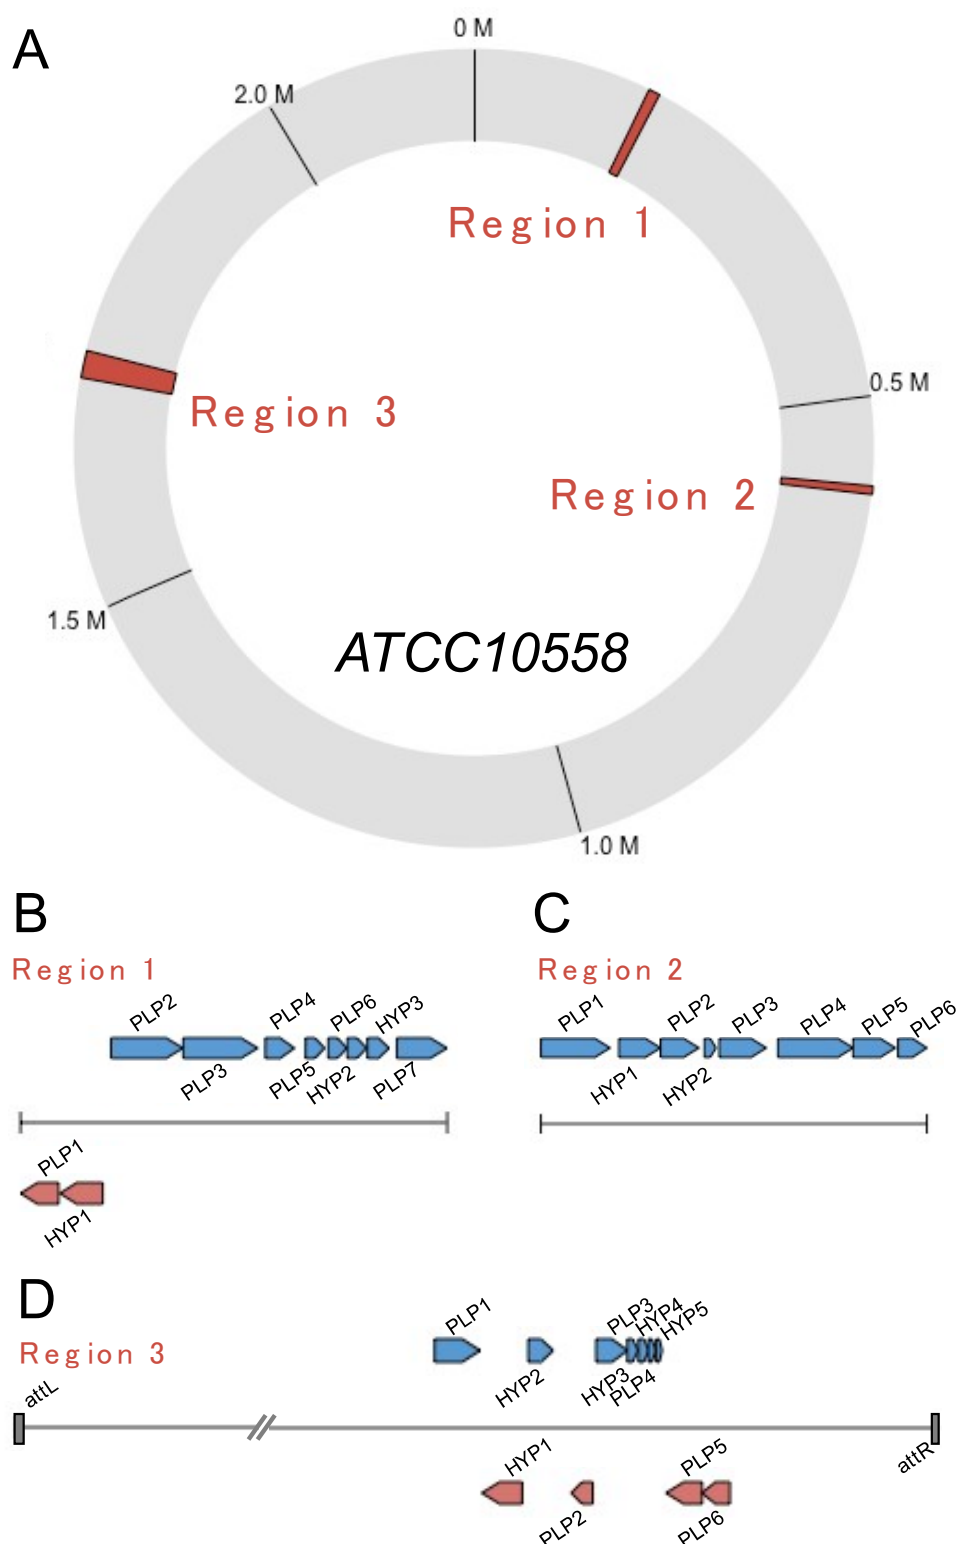 A
0 M
2.0 M
Region 1
0.5 M
Region 3
Region 2
1.5 M
ATCC10558
1.0 M
B
Region 1
PLP2 PLP4 PLP6 HYP3
PLP3 PLP5 HYP2 PLP7
PLP1
HYP1
C
Region 2
PLP1 PLP2 PLP3 PLP4 PLP5 PLP6
HYP1 HYP2
D
Region 3
PLP1 PLP3 HYP4 HYP5
HYP2 HYP3 PLP4
attL
attR
HYP1 PLP5
PLP2 PLP6